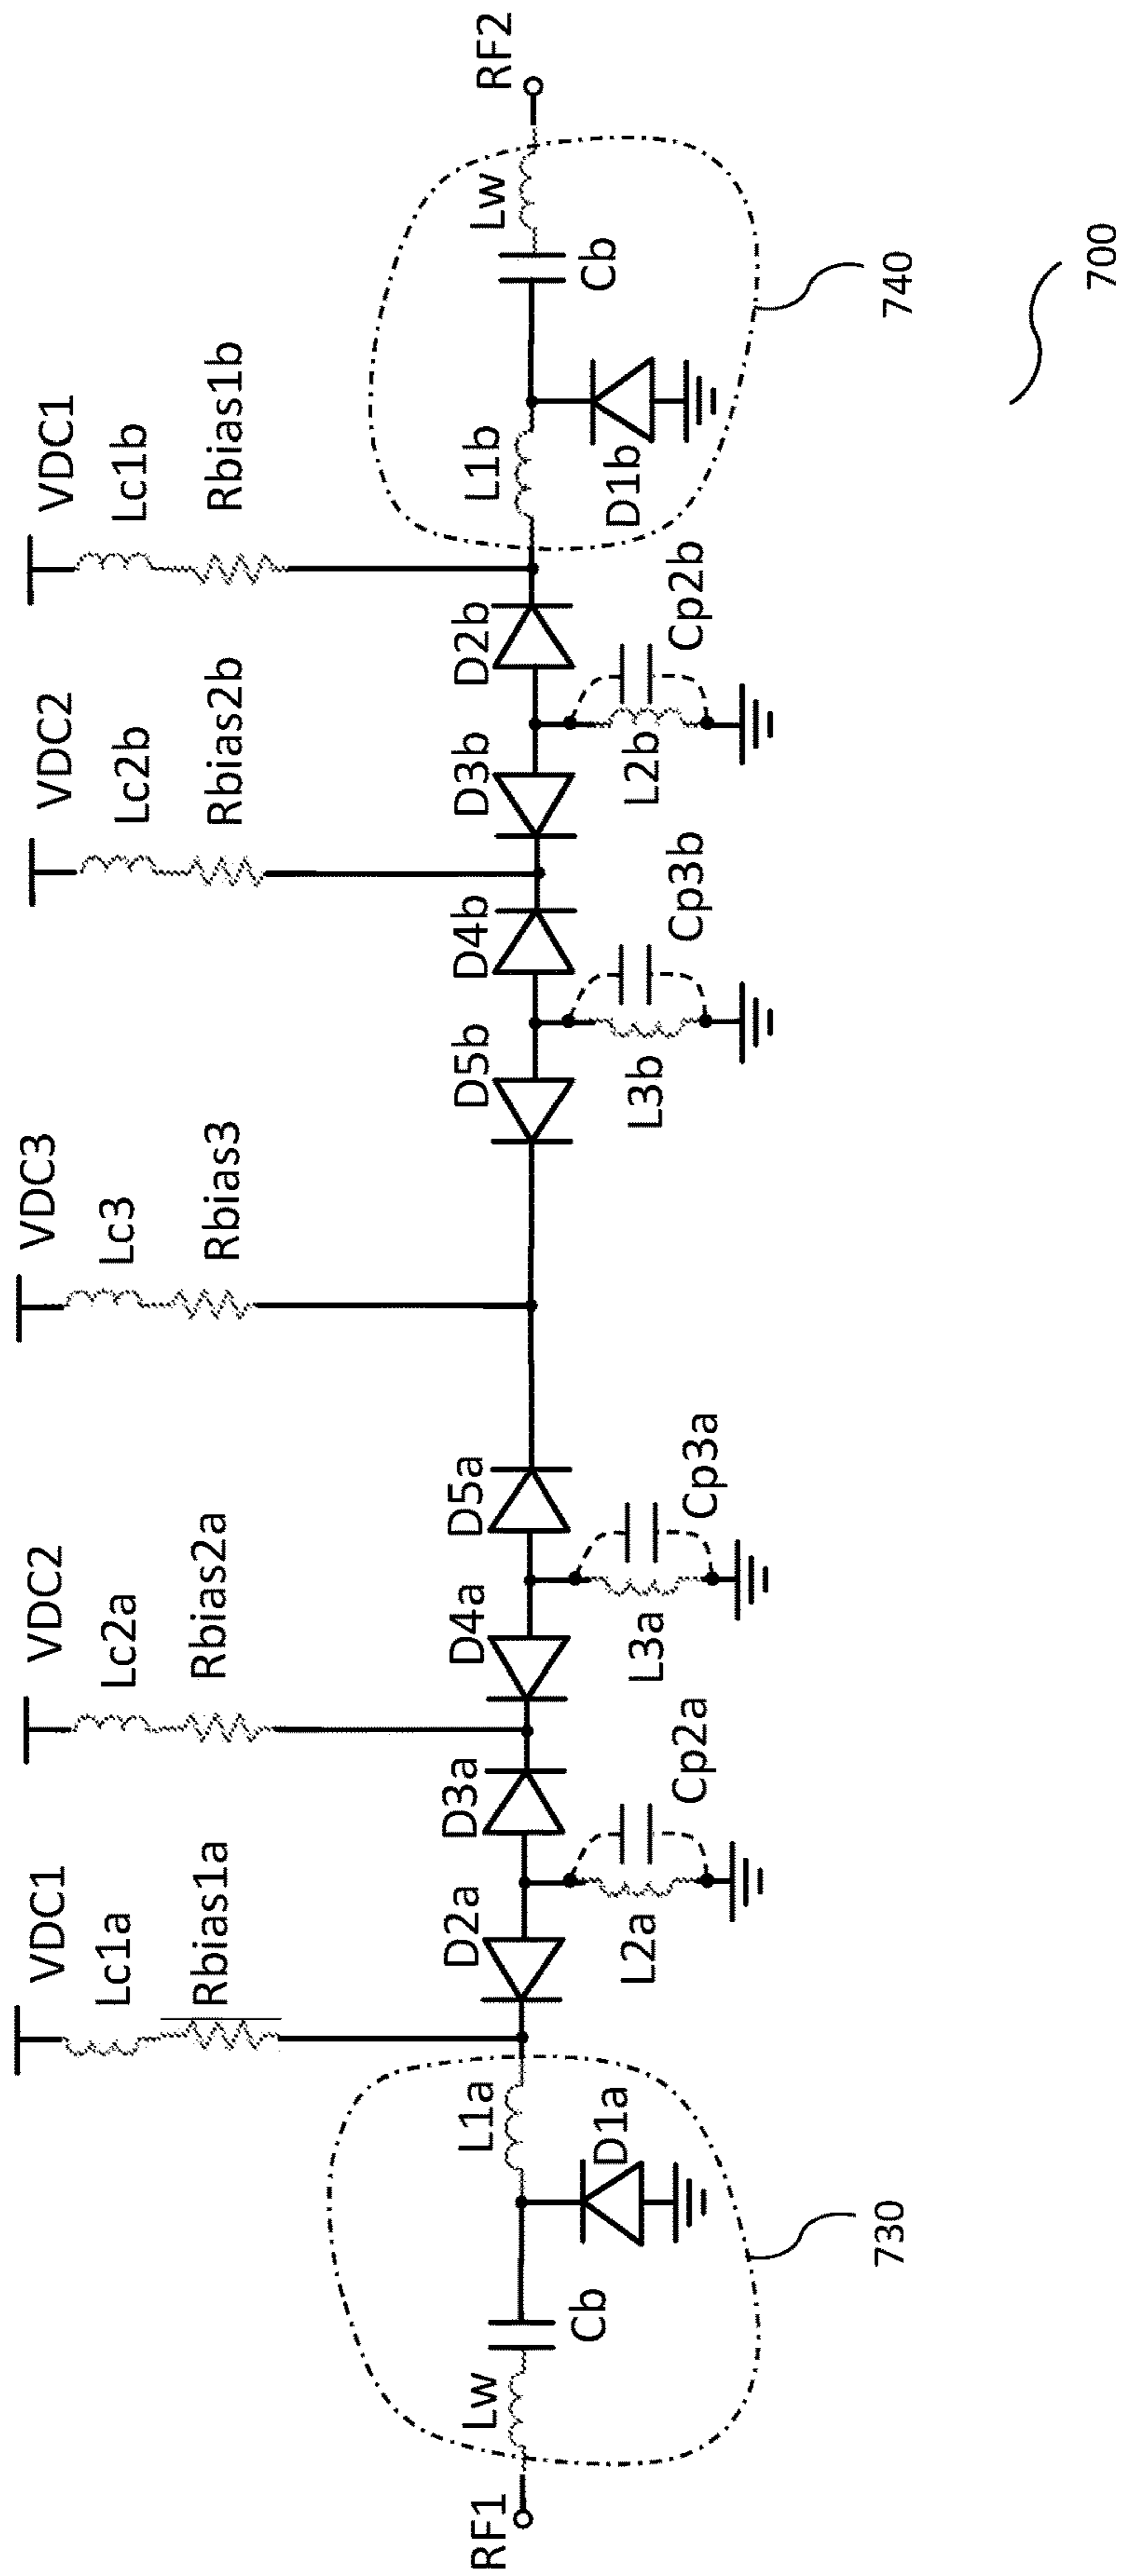 VDC1
Lc1a
Rbias1a
VDC2
Lc2a
Rbias2a
VDC3
Lc3
Rbias3
VDC2
Lc2b
Rbias2b
VDC1
Lc1b
Rbias1b
RF1
Lw
Cb
L1a
D1a
D2a
D3a
D4a
D5a
D5b
D4b
D3b
D2b
L1b
D1b
Cb
Lw
RF2
L2a
Cp2a
L3a
Cp3a
L3b
Cp3b
L2b
Cp2b
730
740
700